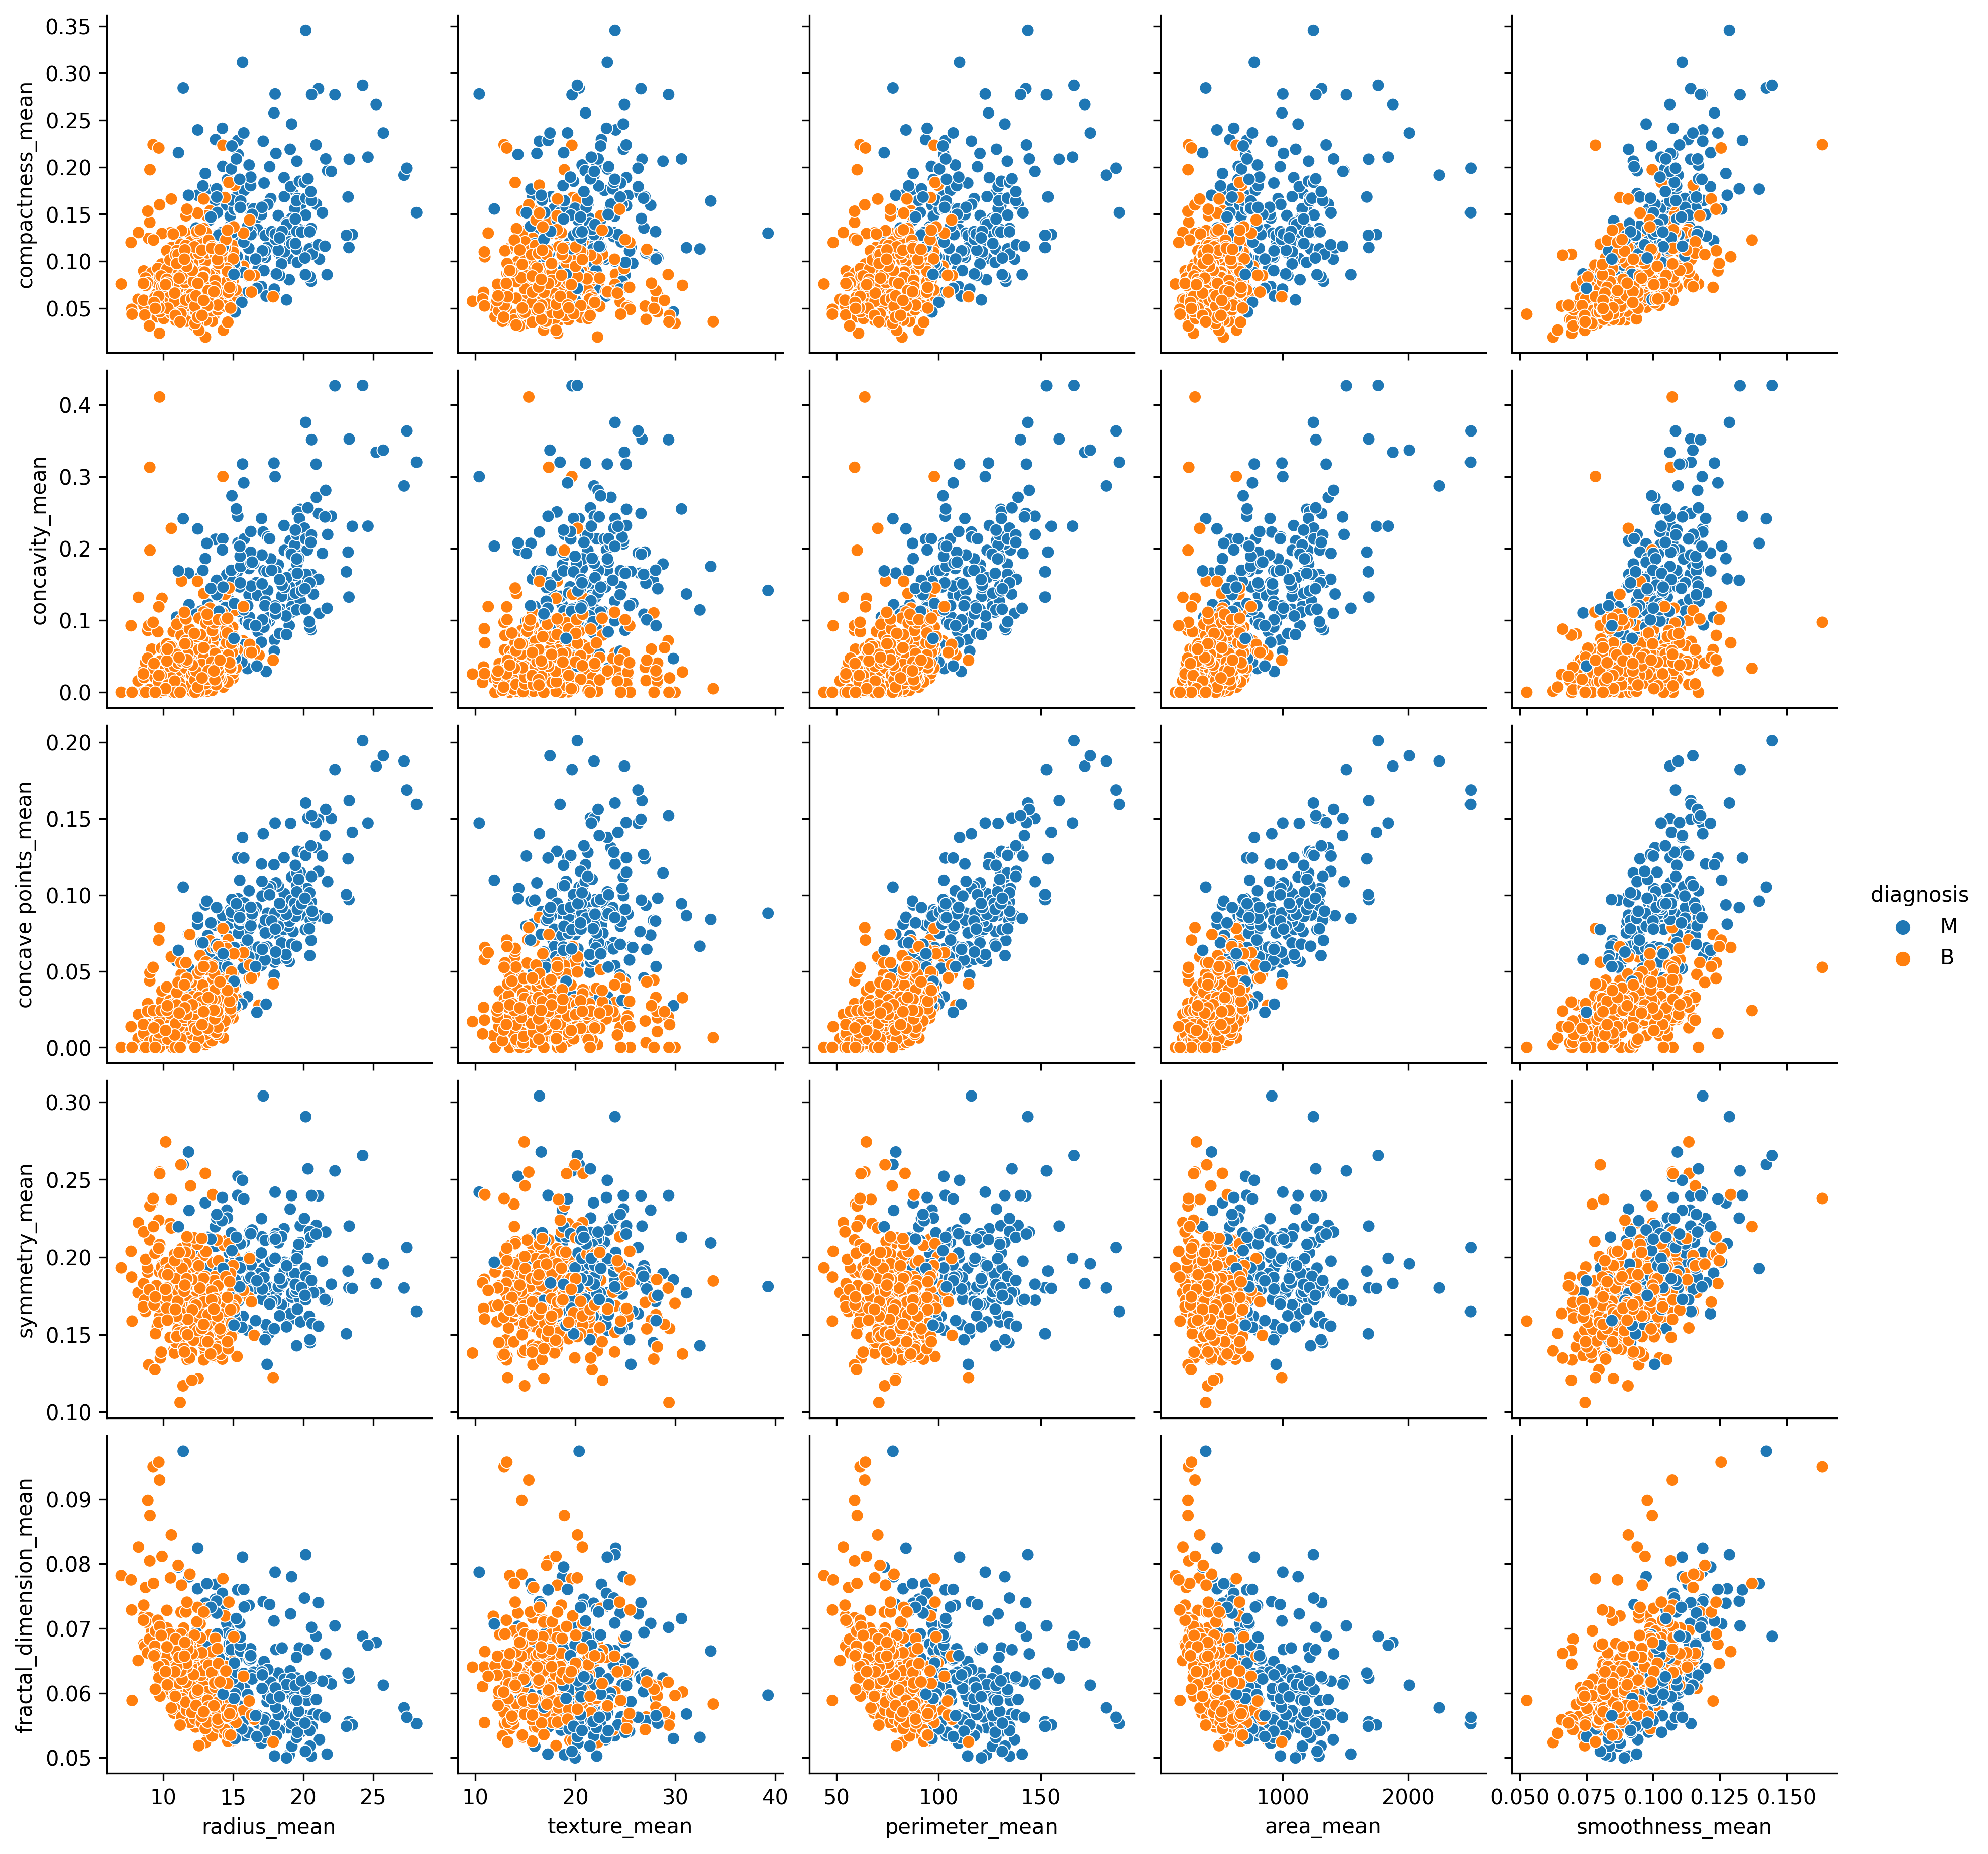 0.35
0.30
0.25
0.20
0.15
0.10
0.05
compactness_mean
0.4
0.3
0.2
0.1
0.0
concavity_mean
0.20
0.15
0.10
0.05
0.00
concave points_mean
diagnosis
M
B
0.30
0.25
0.20
0.15
0.10
symmetry_mean
0.09
0.08
0.07
0.06
0.05
fractal_dimension_mean
10 15 20 25
radius_mean
10 20 30 40
texture_mean
50 100 150
perimeter_mean
1000 2000
area_mean
0.050 0.075 0.100 0.125 0.150
smoothness_mean